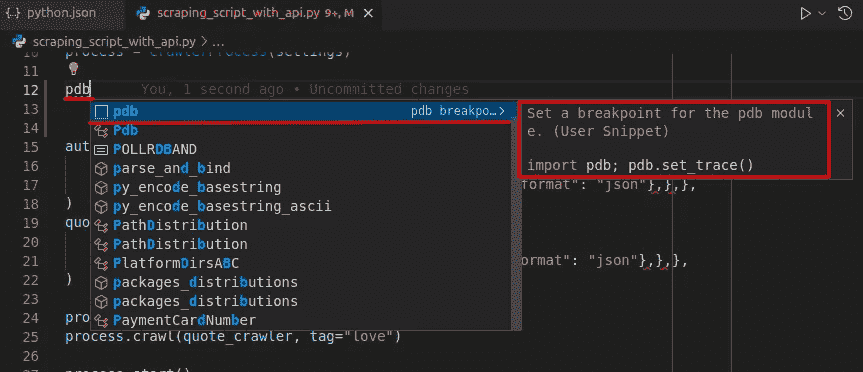 {} python.json scraping_script_with_api.py 9+, M ×
scraping_script_with_api.py > ...
10 process = CrawlerProcess(settings)
11
12 pdb You, 1 second ago • Uncommitted changes
13 pdb pdb breakpo... >
14 Pdb
15 aut POLLRDBAND
16 parse_and_bind
17 py_encode_basestring format": "json"},},},
18 ) py_encode_basestring_ascii
19 quo PathDistribution
20 PathDistribution
21 PlatformDirsABC ormat": "json"},},},
22 ) packages_distributions
23 packages_distributions
24 pro PaymentCardNumber
25 process.crawl(quote_crawler, tag="love")
26
27 process.start()
Set a breakpoint for the pdb modul
e. (User Snippet)
import pdb; pdb.set_trace()